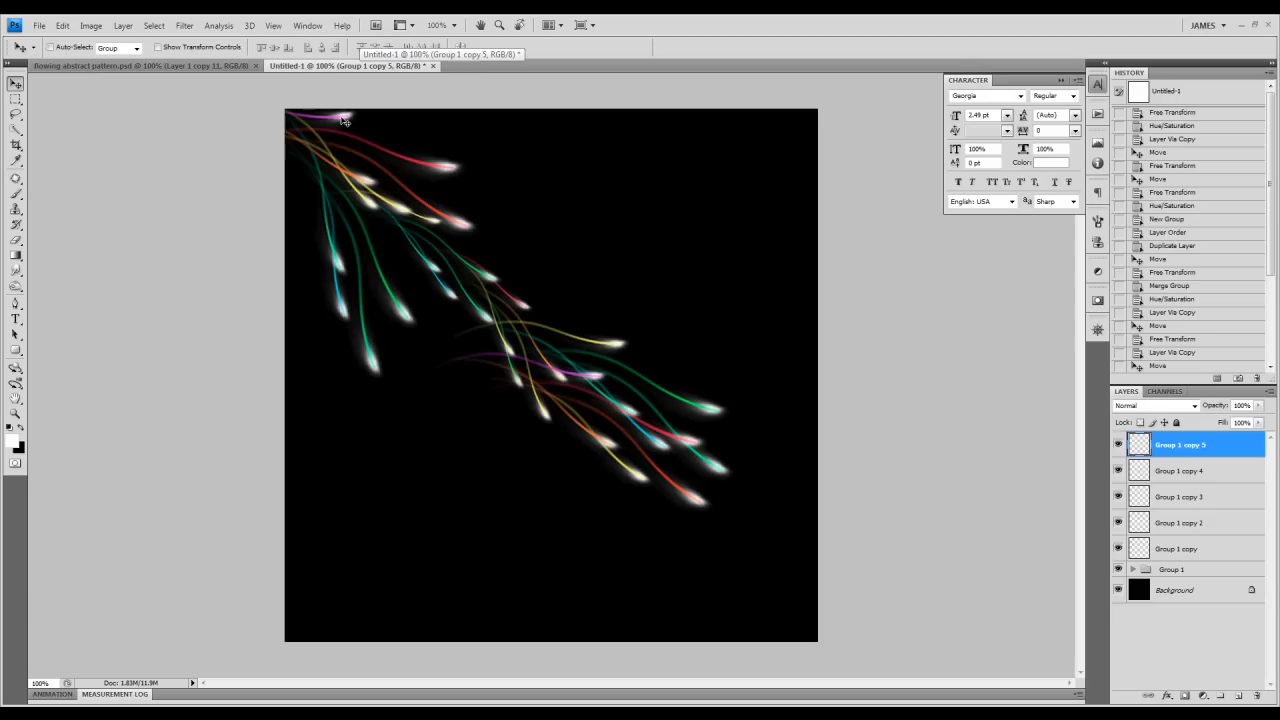 Ps File Edit Image Layer Select Filter Analysis 3D View Window Help Br 100% JAMES
Auto-Select: Group Show Transform Controls
Untitled-1 @ 100% (Group 1 copy 5, RGB/8) *
flowing abstract pattern.psd @ 100% (Layer 1 copy 11, RGB/8) × Untitled-1 @ 100% (Group 1 copy 5, RGB/8) * ×
CHARACTER
Georgia Regular
2.49 pt (Auto)
0
100% 100%
0 pt Color:
T T TT Tr T¹ T, T T
English: USA aa Sharp
HISTORY
Untitled-1
Free Transform
Hue/Saturation
Layer Via Copy
Move
Free Transform
Move
Free Transform
Hue/Saturation
New Group
Layer Order
Duplicate Layer
Move
Free Transform
Merge Group
Hue/Saturation
Layer Via Copy
Move
Free Transform
Layer Via Copy
Move
LAYERS CHANNELS
Normal Opacity: 100%
Lock: Fill: 100%
Group 1 copy 5
Group 1 copy 4
Group 1 copy 3
Group 1 copy 2
Group 1 copy
Group 1
Background
100% Doc: 1.83M/11.9M
ANIMATION MEASUREMENT LOG